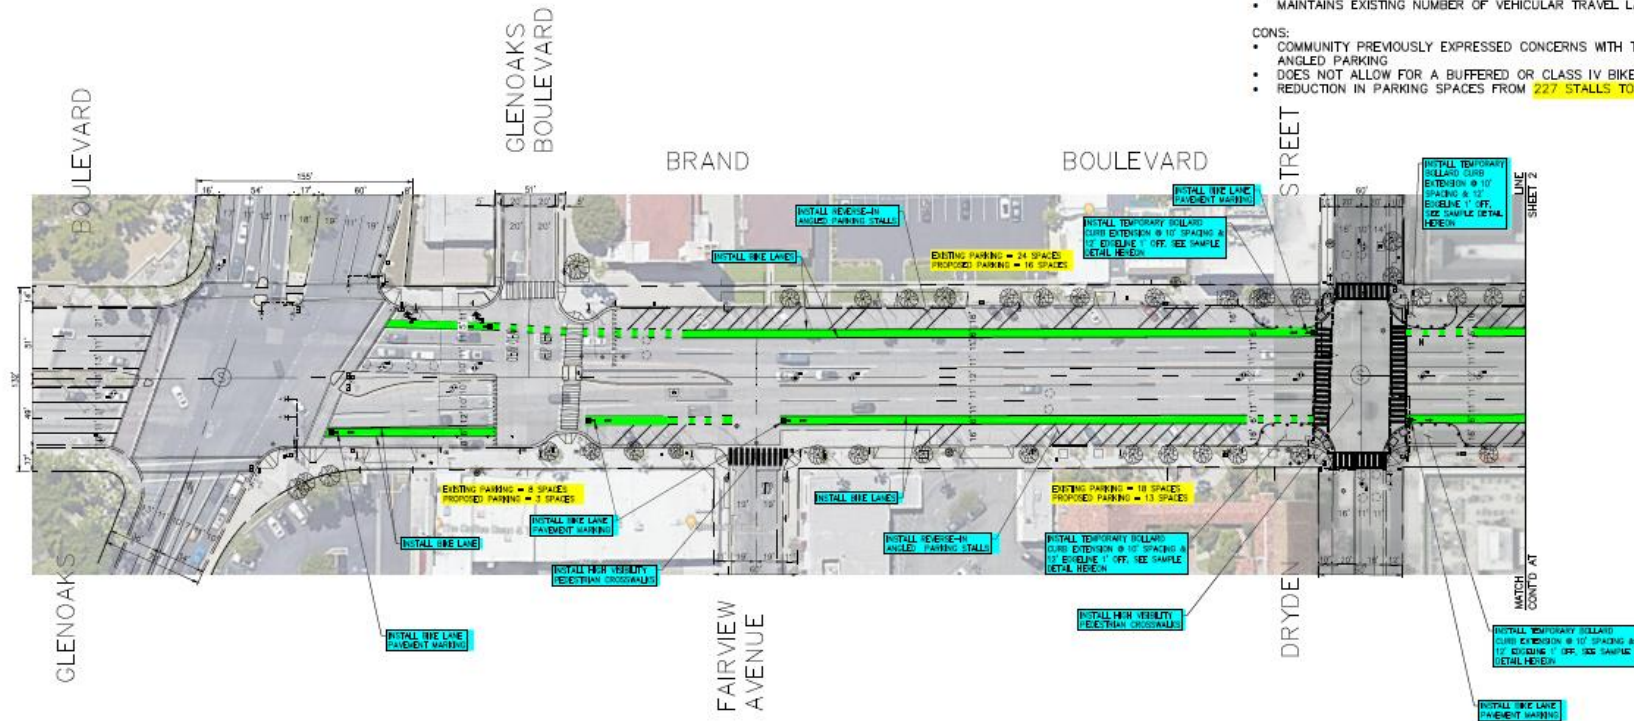 MAINTAINS EXISTING NUMBER OF VEHICULAR TRAVEL
CONS:
COMMUNITY PREVIOUSLY EXPRESSED CONCERNS WITH
ANGLED PARKING
DOES NOT ALLOW FOR A BUFFERED OR CLASS IV BIKE
REDUCTION IN PARKING SPACES FROM 227 STALLS TO
BOULEVARD
GLENOAKS
BOULEVARD
BRAND
BOULEVARD
STREET
LINE
SHEET 2
INSTALL TEMPORARY
BOLLARD CURB
EXTENSION @ 10'
SPACING & 12'
EDGELINE 1' OFF,
SEE SAMPLE DETAIL
HEREON
INSTALL BIKE LANE
PAVEMENT MARKING
INSTALL REVERSE-IN
ANGLED PARKING STALLS
INSTALL TEMPORARY BOLLARD
CURB EXTENSION @ 10' SPACING &
12' EDGELINE 1' OFF, SEE SAMPLE
DETAIL HEREON
INSTALL BIKE LANES
EXISTING PARKING = 24 SPACES
PROPOSED PARKING = 16 SPACES
155'
16' 54' 17' 60' 8'
51'
60'
132'
EXISTING PARKING = 8 SPACES
PROPOSED PARKING = 3 SPACES
INSTALL BIKE LANE
INSTALL BIKE LANE
PAVEMENT MARKING
INSTALL HIGH VISIBILITY
PEDESTRIAN CROSSWALKS
INSTALL BIKE LANES
INSTALL REVERSE-IN
ANGLED PARKING STALLS
EXISTING PARKING = 18 SPACES
PROPOSED PARKING = 13 SPACES
INSTALL TEMPORARY BOLLARD
CURB EXTENSION @ 10' SPACING &
12' EDGELINE 1' OFF, SEE SAMPLE
DETAIL HEREON
INSTALL HIGH VISIBILITY
PEDESTRIAN CROSSWALKS
INSTALL BIKE LANE
PAVEMENT MARKING
GLENOAKS
FAIRVIEW
AVENUE
DRYDEN
MATCH
CONT'D AT
INSTALL TEMPORARY BOLLARD
CURB EXTENSION @ 10' SPACING &
12' EDGELINE 1' OFF, SEE SAMPLE
DETAIL HEREON
INSTALL BIKE LANE
PAVEMENT MARKING